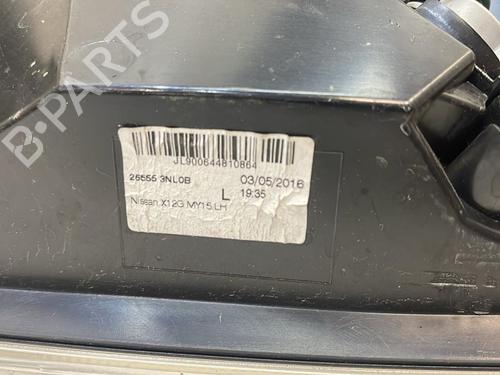 B-PARTS
JL900644810864
26555 3NL0B
03/05/2016
L 19:35
Nissan X12G MY15 LH